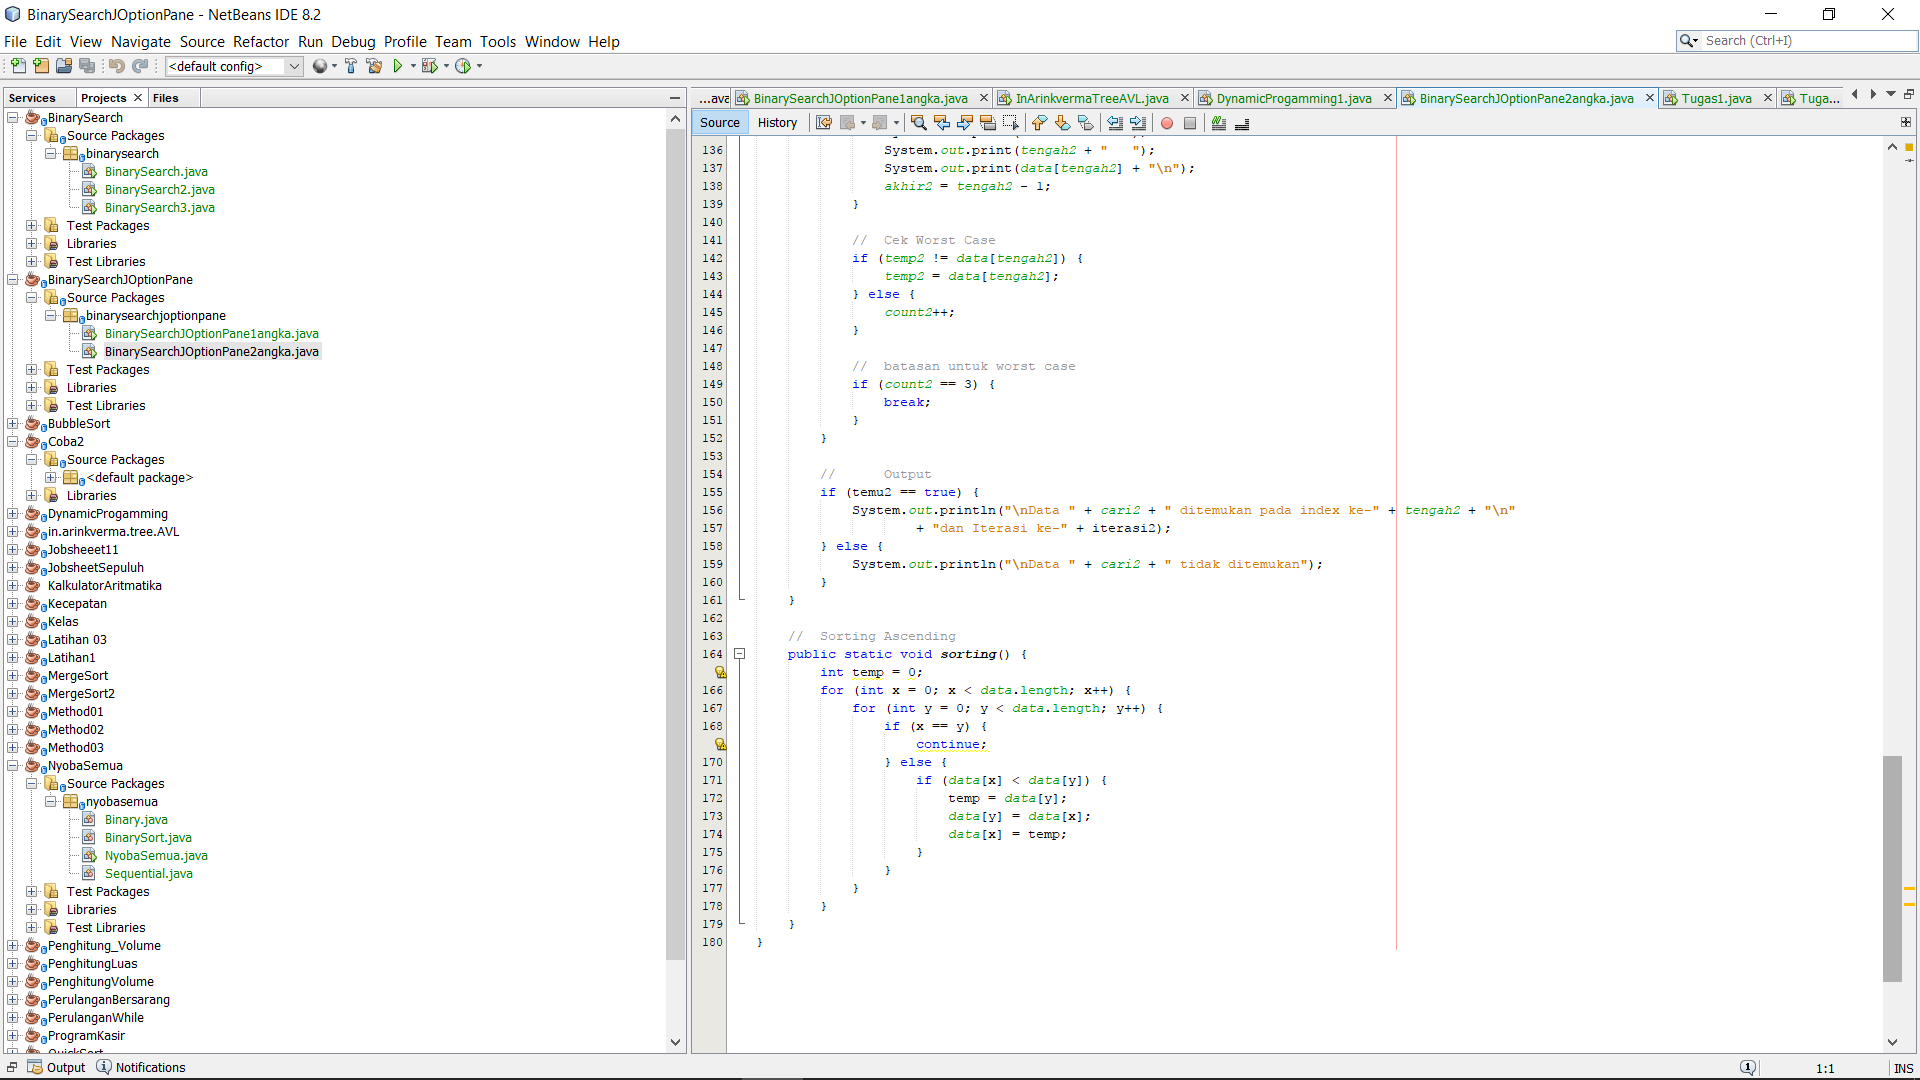 BinarySearchJOptionPane - NetBeans IDE 8.2
File Edit View Navigate Source Refactor Run Debug Profile Team Tools Window Help
Search (Ctrl+I)
<default config>
Services Projects Files
BinarySearch
Source Packages
binarysearch
BinarySearch.java
BinarySearch2.java
BinarySearch3.java
Test Packages
Libraries
Test Libraries
BinarySearchJOptionPane
Source Packages
binarysearchjoptionpane
BinarySearchJOptionPane1angka.java
BinarySearchJOptionPane2angka.java
Test Packages
Libraries
Test Libraries
BubbleSort
Coba2
Source Packages
<default package>
Libraries
DynamicProgamming
in.arinkverma.tree.AVL
Jobsheeet11
JobsheetSepuluh
KalkulatorAritmatika
Kecepatan
Kelas
Latihan 03
Latihan1
MergeSort
MergeSort2
Method01
Method02
Method03
NyobaSemua
Source Packages
nyobasemua
Binary.java
BinarySort.java
NyobaSemua.java
Sequential.java
Test Packages
Libraries
Test Libraries
Penghitung_Volume
PenghitungLuas
PenghitungVolume
PerulanganBersarang
PerulanganWhile
ProgramKasir
QuickSort
...ava BinarySearchJOptionPane1angka.java InArinkvermaTreeAVL.java DynamicProgamming1.java BinarySearchJOptionPane2angka.java Tugas1.java Tuga...
Source History
136 System.out.print(tengah2 + "   ");
137 System.out.print(data[tengah2] + "\n");
138 akhir2 = tengah2 - 1;
139 }
140
141 //  Cek Worst Case
142 if (temp2 != data[tengah2]) {
143 temp2 = data[tengah2];
144 } else {
145 count2++;
146 }
147
148 //  batasan untuk worst case
149 if (count2 == 3) {
150 break;
151 }
152 }
153
154 //      Output
155 if (temu2 == true) {
156 System.out.println("\nData " + cari2 + " ditemukan pada index ke-" + tengah2 + "\n"
157 + "dan Iterasi ke-" + iterasi2);
158 } else {
159 System.out.println("\nData " + cari2 + " tidak ditemukan");
160 }
161 }
162
163 //  Sorting Ascending
164 public static void sorting() {
int temp = 0;
166 for (int x = 0; x < data.length; x++) {
167 for (int y = 0; y < data.length; y++) {
168 if (x == y) {
continue;
170 } else {
171 if (data[x] < data[y]) {
172 temp = data[y];
173 data[y] = data[x];
174 data[x] = temp;
175 }
176 }
177 }
178 }
179 }
180 }
Output Notifications
1:1 INS